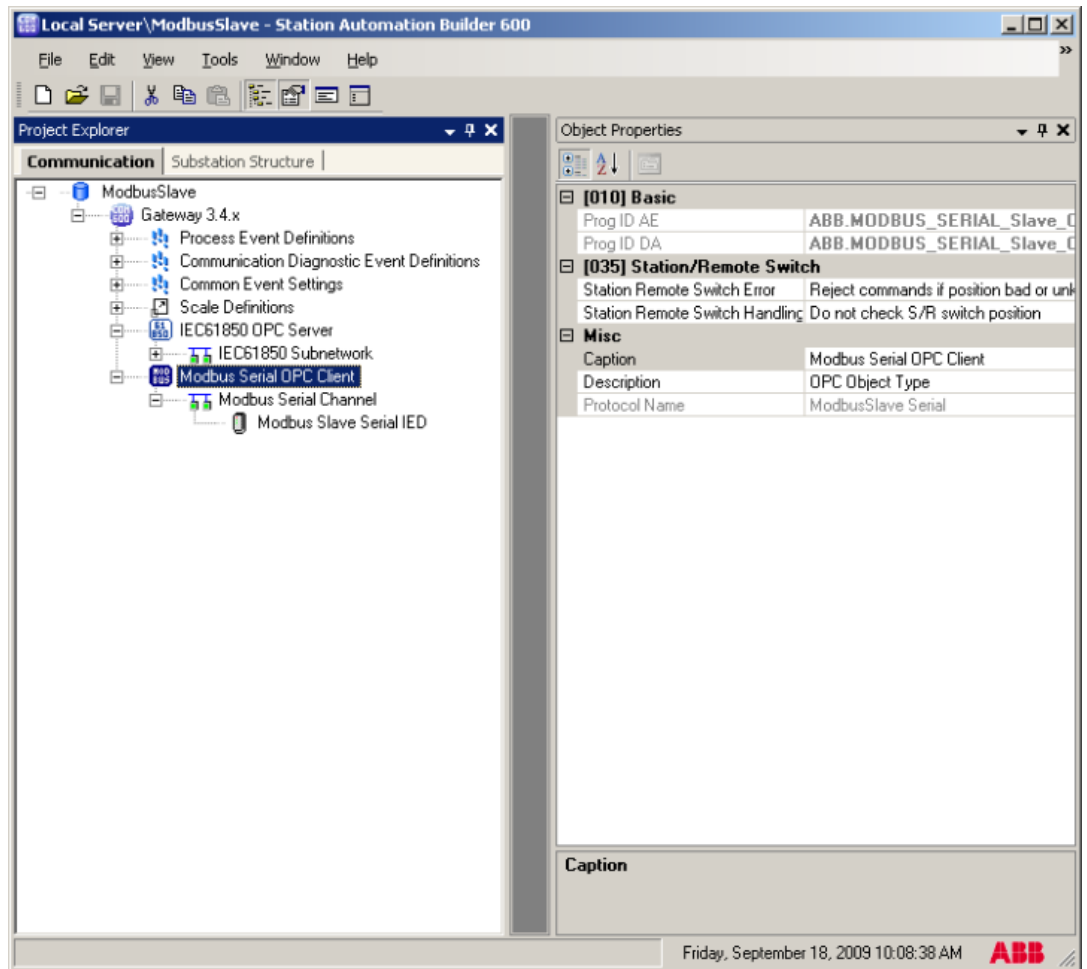 Local Server\ModbusSlave - Station Automation Builder 600
File Edit View Tools Window Help
Project Explorer
Communication Substation Structure
ModbusSlave
Gateway 3.4.x
Process Event Definitions
Communication Diagnostic Event Definitions
Common Event Settings
Scale Definitions
IEC61850 OPC Server
IEC61850 Subnetwork
Modbus Serial OPC Client
Modbus Serial Channel
Modbus Slave Serial IED
Object Properties
[010] Basic
Prog ID AE ABB.MODBUS_SERIAL_Slave_
Prog ID DA ABB.MODBUS_SERIAL_Slave_
[035] Station/Remote Switch
Station Remote Switch Error Reject commands if position bad or unk
Station Remote Switch Handling Do not check S/R switch position
Misc
Caption Modbus Serial OPC Client
Description OPC Object Type
Protocol Name ModbusSlave Serial
Caption
Friday, September 18, 2009 10:08:38 AM ABB